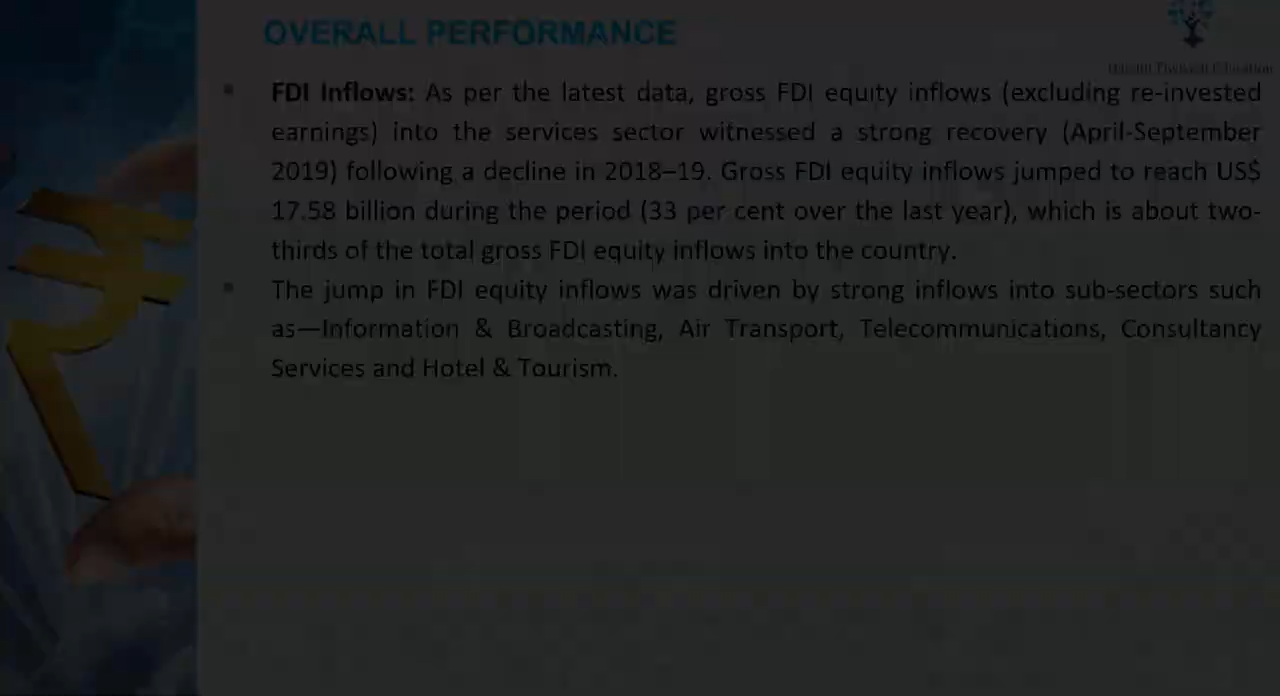 OVERALL PERFORMANCE
FDI Inflows: As per the latest data, gross FDI equity inflows (excluding re-invested
earnings) into the services sector witnessed a strong recovery (April-September
2019) following a decline in 2018–19. Gross FDI equity inflows jumped to reach US$
17.58 billion during the period (33 per cent over the last year), which is about two-
thirds of the total gross FDI equity inflows into the country.
The jump in FDI equity inflows was driven by strong inflows into sub-sectors such
as—Information & Broadcasting, Air Transport, Telecommunications, Consultancy
Services and Hotel & Tourism.